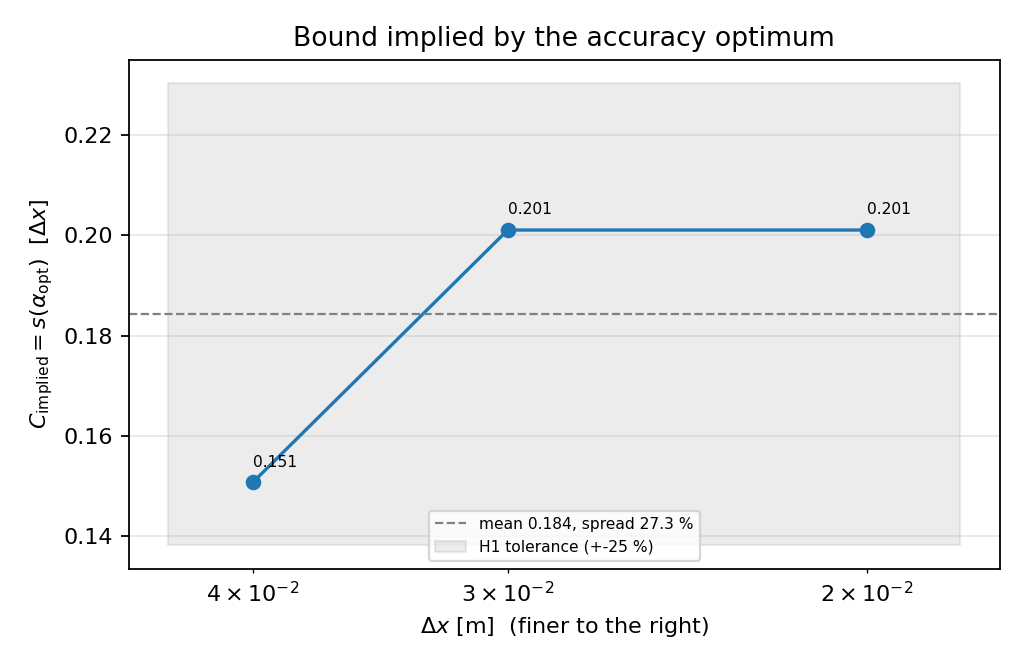 Bound implied by the accuracy optimum
C_implied = s(α_opt) [Δx]
0.22
0.20
0.18
0.16
0.14
0.201
0.201
0.151
mean 0.184, spread 27.3 %
H1 tolerance (+-25 %)
4 × 10⁻²
3 × 10⁻²
2 × 10⁻²
Δx [m] (finer to the right)